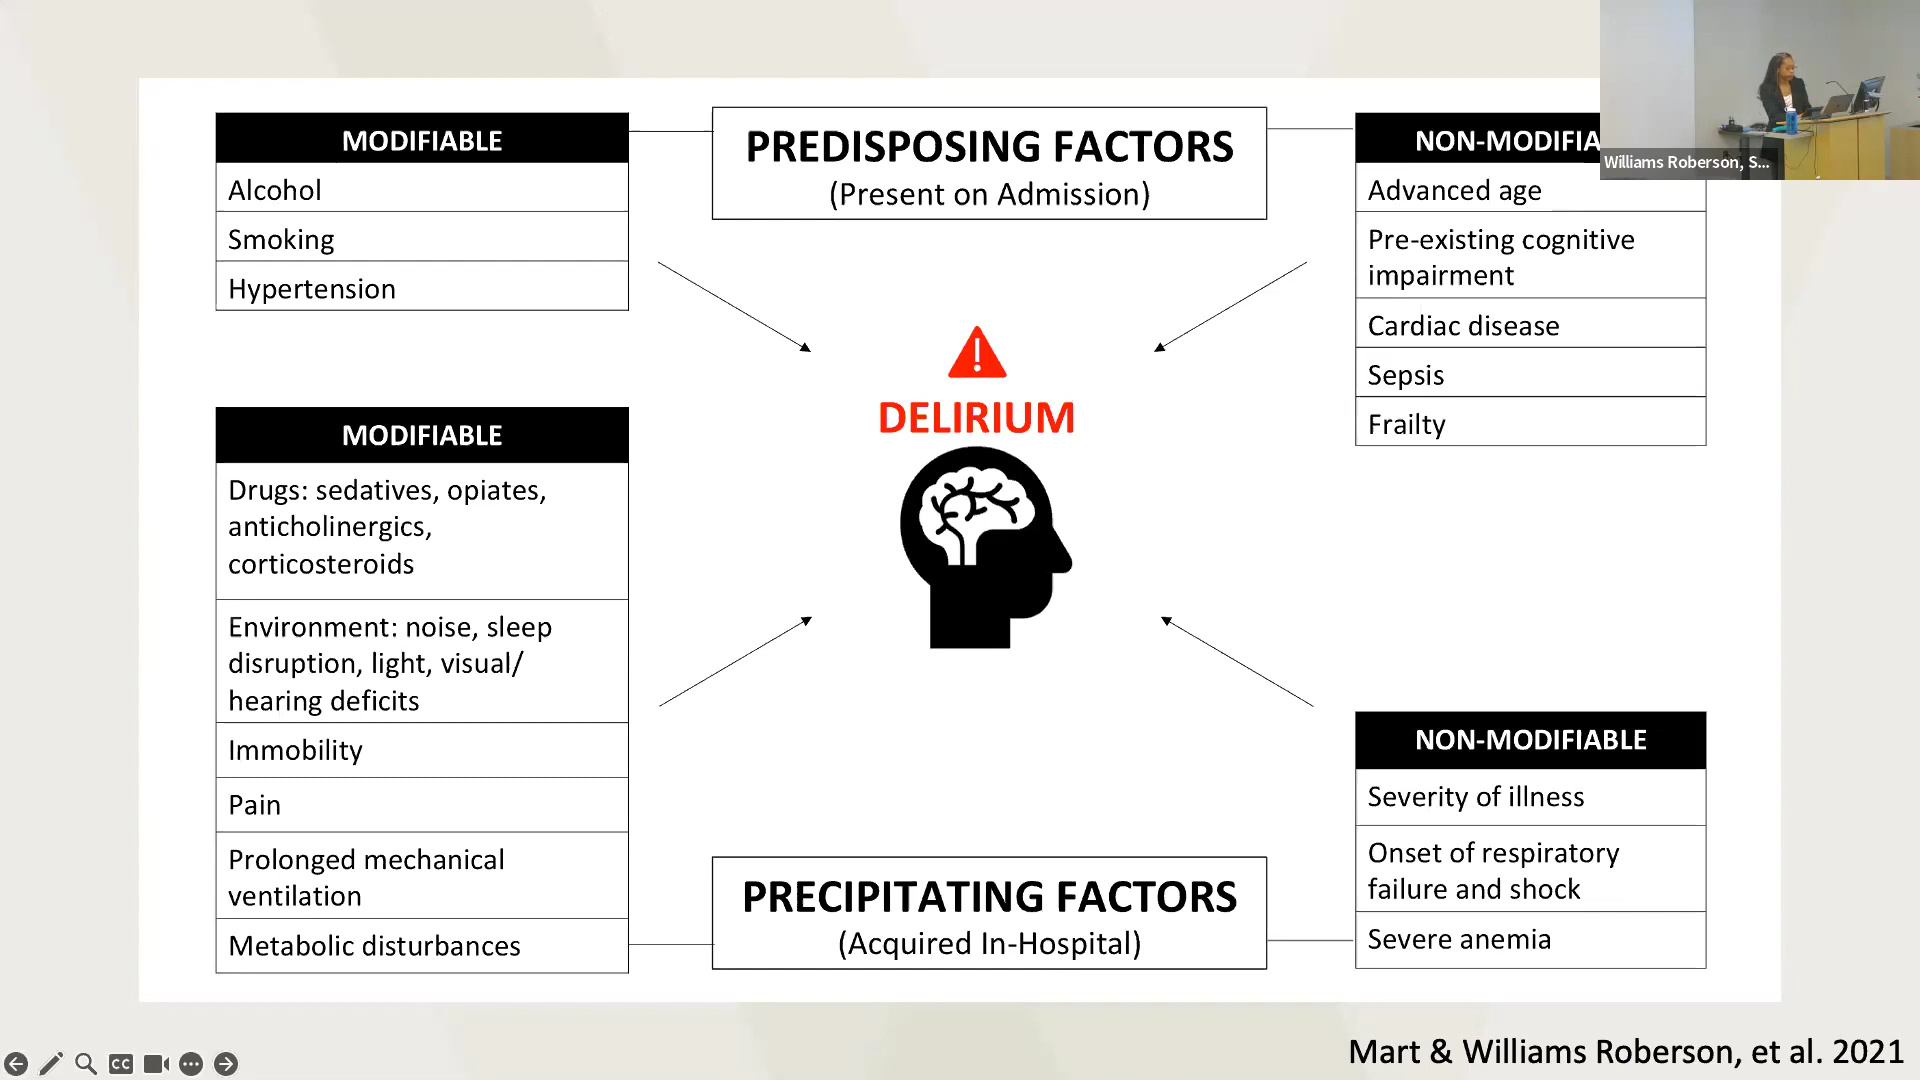 MODIFIABLE
Alcohol
Smoking
Hypertension
PREDISPOSING FACTORS
(Present on Admission)
NON-MODIFIA
Advanced age
Pre-existing cognitive
impairment
Cardiac disease
Sepsis
Frailty
Williams Roberson, S...
DELIRIUM
MODIFIABLE
Drugs: sedatives, opiates,
anticholinergics,
corticosteroids
Environment: noise, sleep
disruption, light, visual/
hearing deficits
Immobility
Pain
Prolonged mechanical
ventilation
Metabolic disturbances
PRECIPITATING FACTORS
(Acquired In-Hospital)
NON-MODIFIABLE
Severity of illness
Onset of respiratory
failure and shock
Severe anemia
Mart & Williams Roberson, et al. 2021
CC